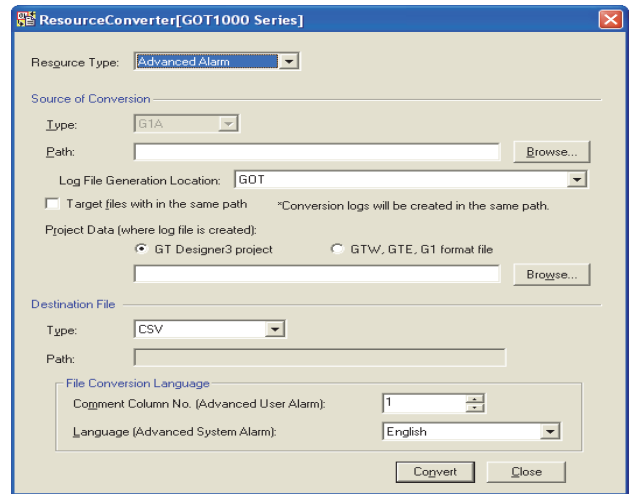 ResourceConverter[GOT1000 Series]
Resource Type: Advanced Alarm
Source of Conversion
Type: G1A
Path: Browse...
Log File Generation Location: GOT
Target files with in the same path *Conversion logs will be created in the same path.
Project Data (where log file is created):
GT Designer3 project GTW, GTE, G1 format file
Browse...
Destination File
Type: CSV
Path:
File Conversion Language
Comment Column No. (Advanced User Alarm): 1
Language (Advanced System Alarm): English
Convert Close